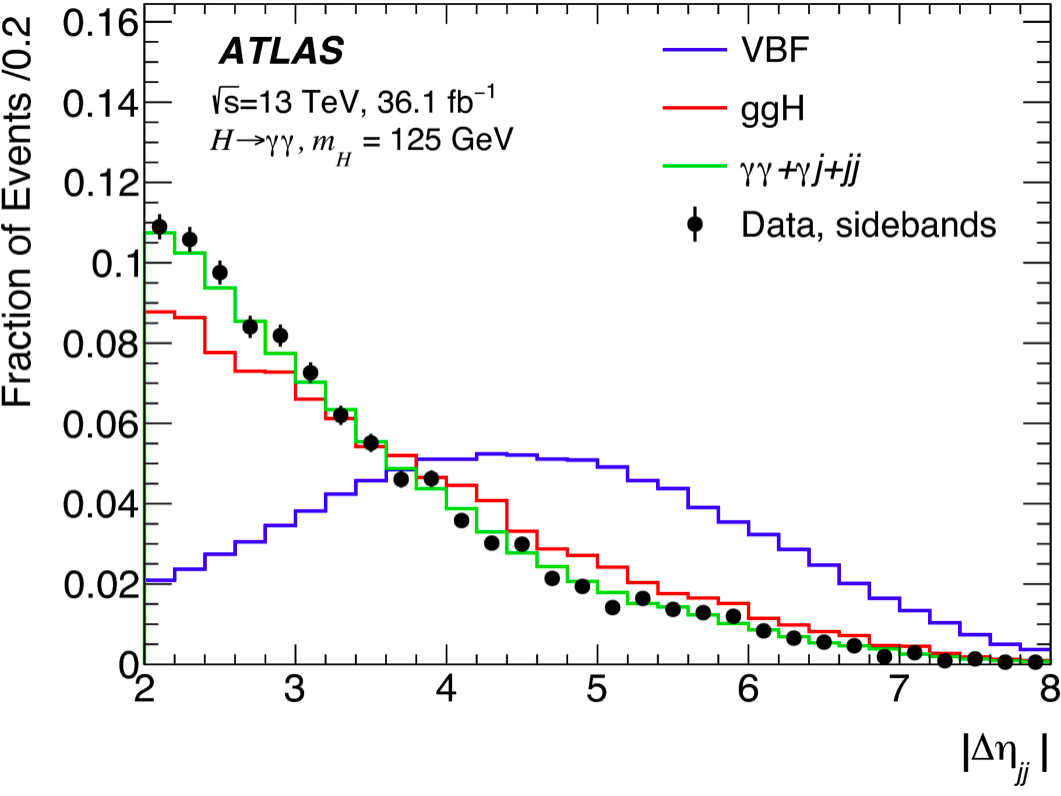 Fraction of Events /0.2
0.16
0.14
0.12
0.1
0.08
0.06
0.04
0.02
0
ATLAS
√s=13 TeV, 36.1 fb⁻¹
H→γγ, m_H = 125 GeV
VBF
ggH
γγ+γj+jj
Data, sidebands
2 3 4 5 6 7 8
|Δη_jj|